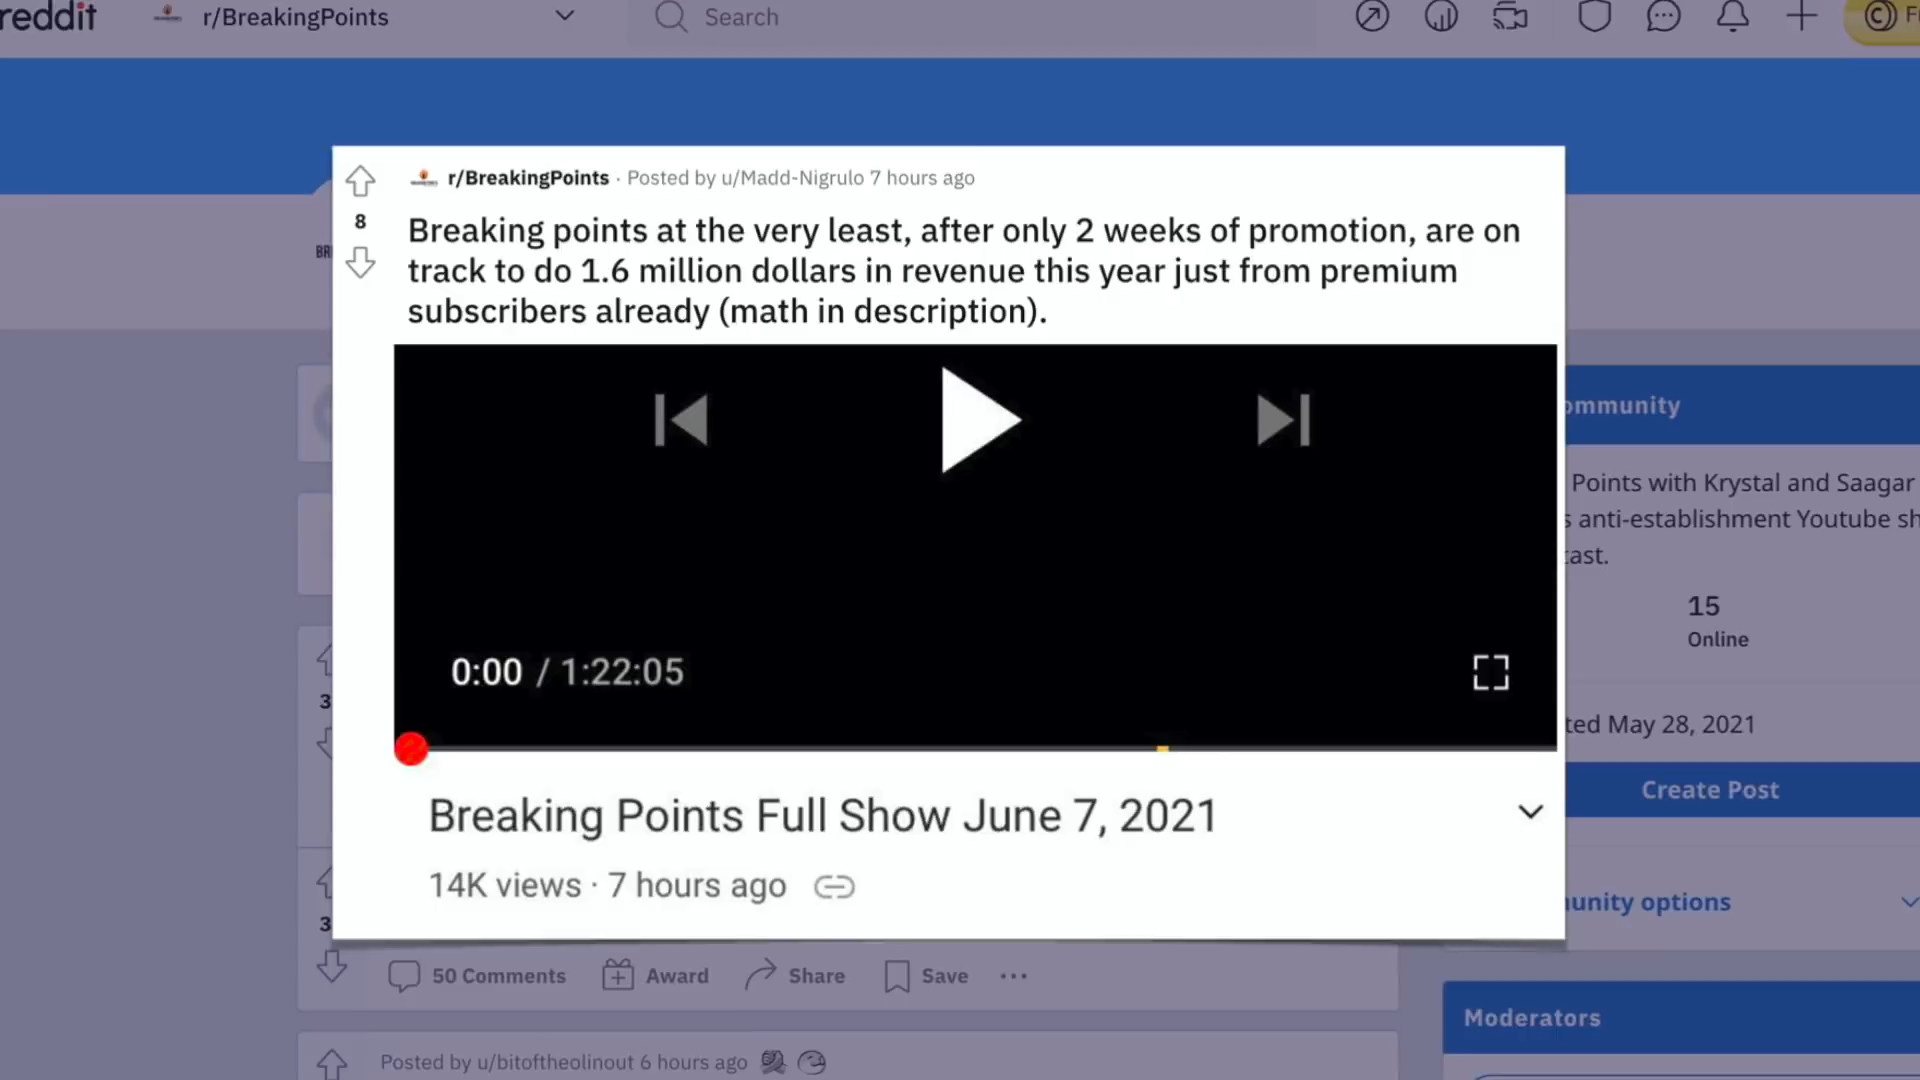 reddit
r/BreakingPoints
Search
r/BreakingPoints · Posted by u/Madd-Nigrulo 7 hours ago
8
Breaking points at the very least, after only 2 weeks of promotion, are on
track to do 1.6 million dollars in revenue this year just from premium
subscribers already (math in description).
0:00 / 1:22:05
Breaking Points Full Show June 7, 2021
14K views · 7 hours ago
Points with Krystal and Saagar
anti-establishment Youtube
15
Online
May 28, 2021
Create Post
options
3
3
50 Comments Award Share Save ...
Moderators
Posted by u/bitoftheolinout 6 hours ago